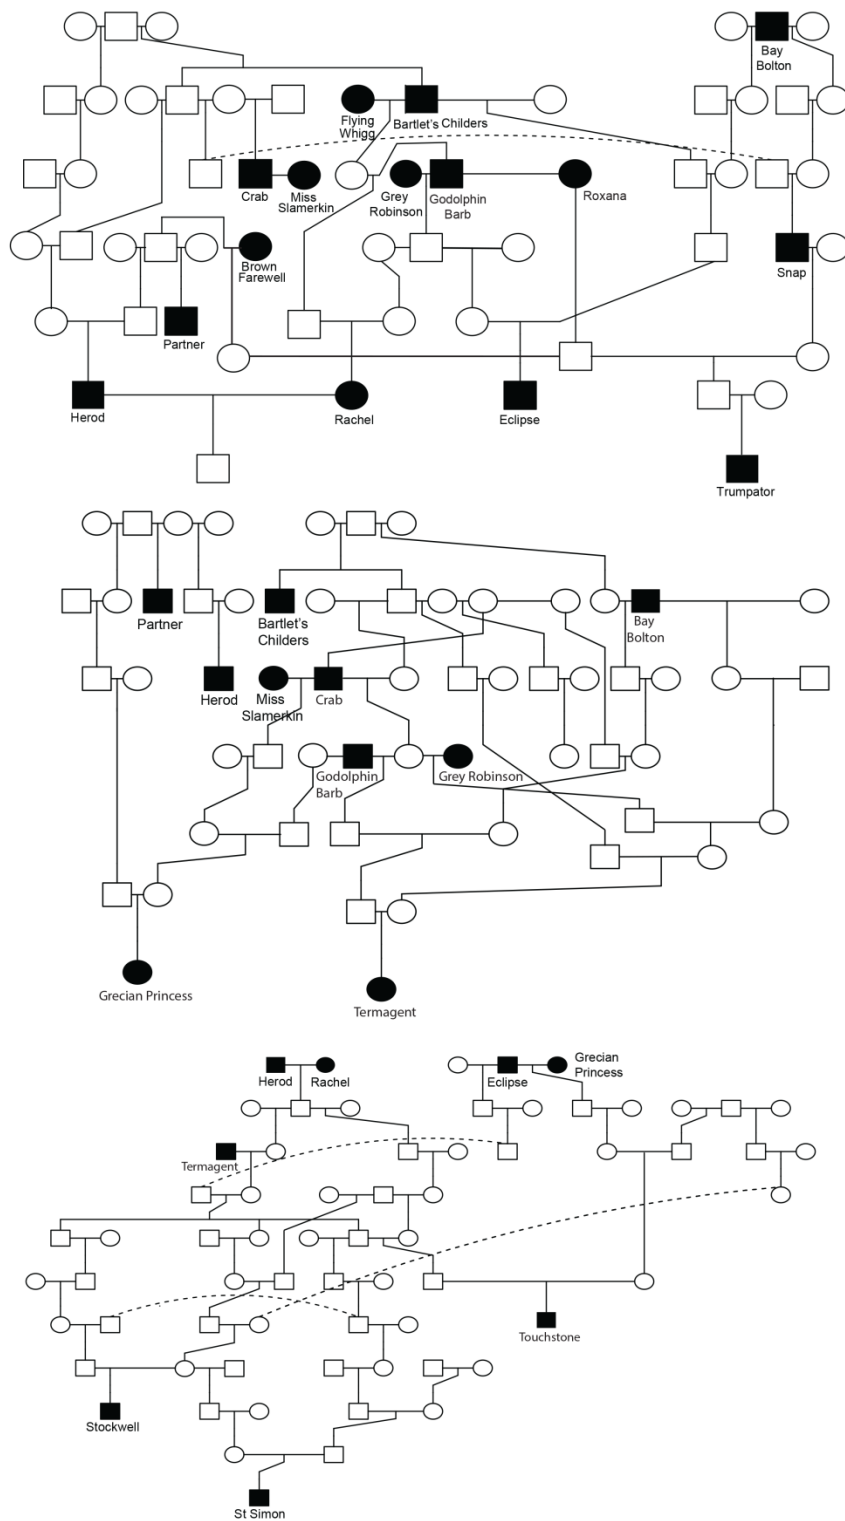 Bay
Bolton
Flying
Whigg
Bartlet's Childers
Crab
Miss
Slamerkin
Grey
Robinson
Godolphin
Barb
Roxana
Brown
Farewell
Snap
Partner
Herod
Rachel
Eclipse
Trumpator
Partner
Bartlet's
Childers
Bay
Bolton
Herod
Miss
Slamerkin
Crab
Godolphin
Barb
Grey Robinson
Grecian Princess
Termagent
Herod
Rachel
Eclipse
Grecian
Princess
Termagent
Touchstone
Stockwell
St Simon